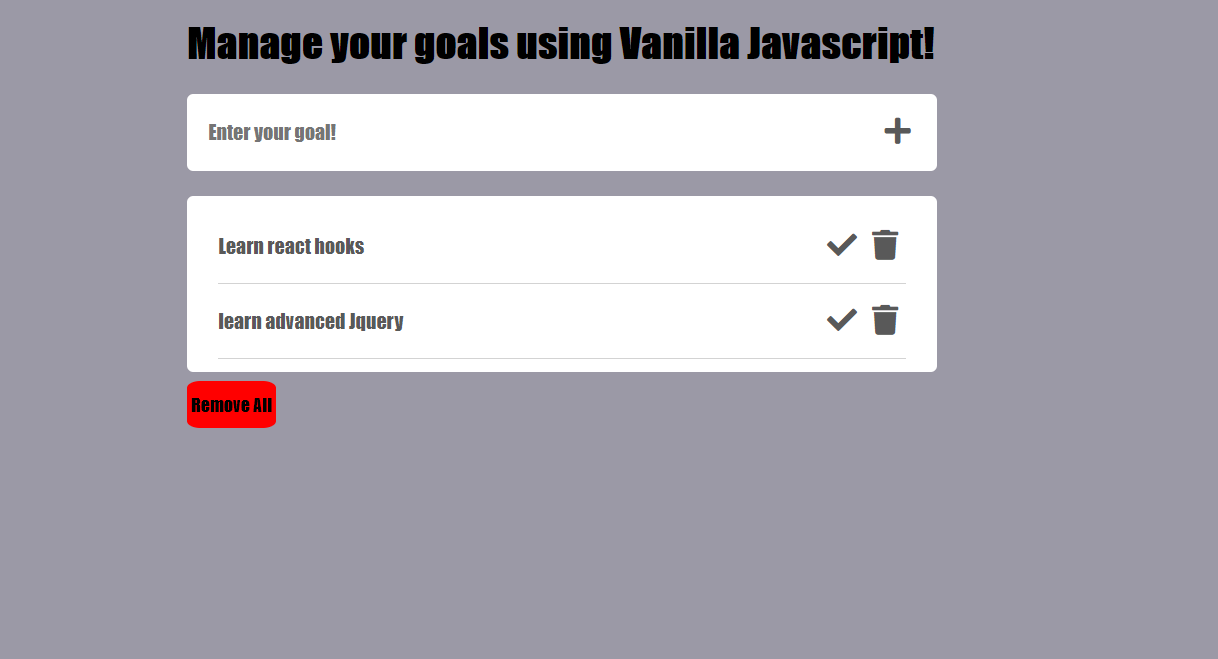 Manage your goals using Vanilla Javascript!
Enter your goal!
Learn react hooks
learn advanced Jquery
Remove All